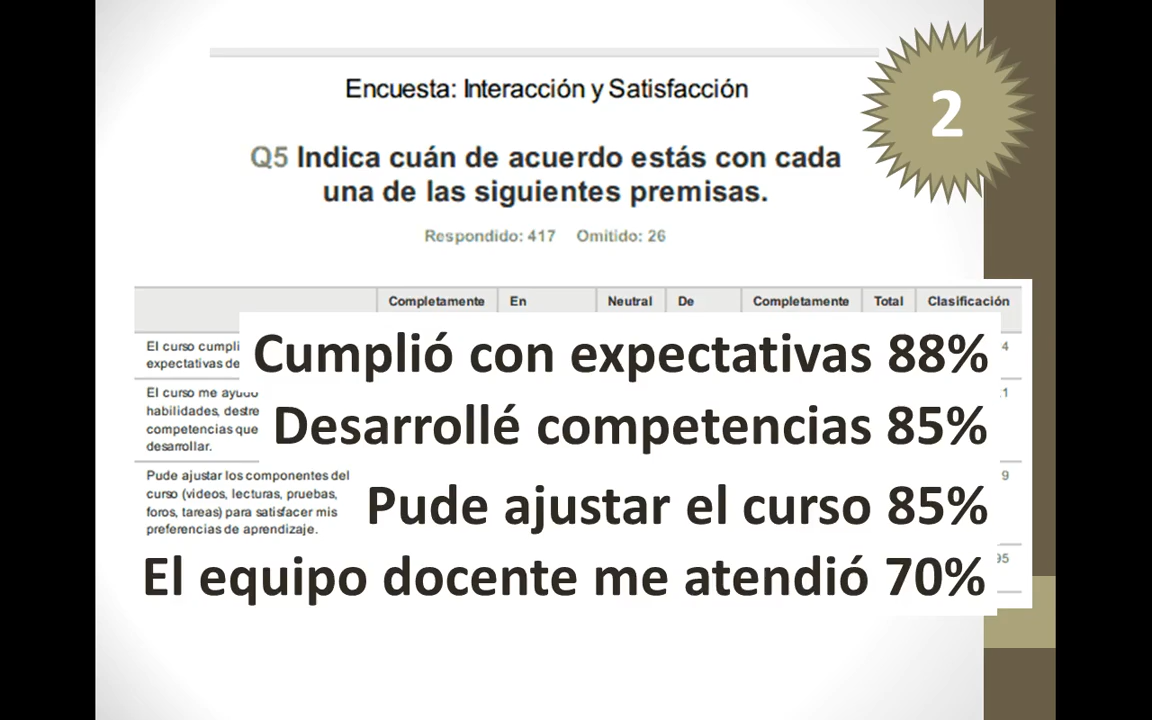 2
Encuesta: Interacción y Satisfacción
Q5 Indica cuán de acuerdo estás con cada
una de las siguientes premisas.
Respondido: 417 Omitido: 26
Completamente En Neutral De Completamente Total Clasificación
El curso cumpli
expectativas de
Cumplió con expectativas 88%
4
El curso me
habilidades, destre
competencias que
desarrollar.
Desarrollé competencias 85%
1
Pude ajustar los componentes del
curso (videos, lecturas, pruebas,
foros, tareas) para satisfacer mis
preferencias de aprendizaje.
Pude ajustar el curso 85%
9
El equipo docente me atendió 70%
95